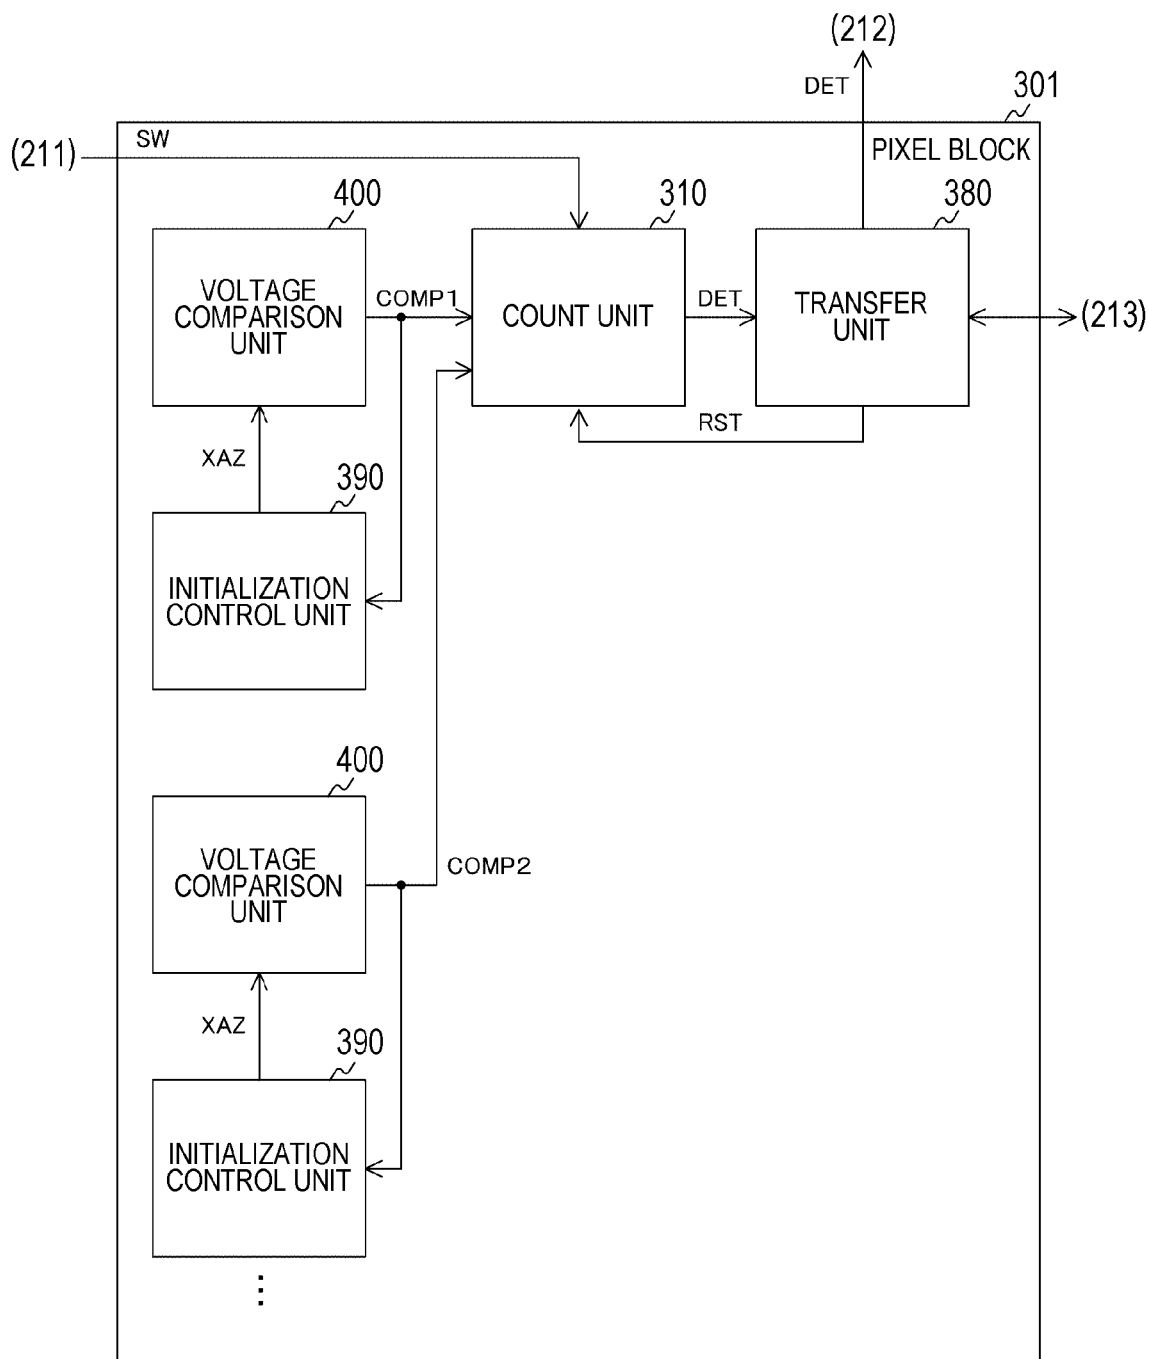 (212)
DET
301
SW
(211)
PIXEL BLOCK
400
310
380
VOLTAGE
COMPARISON
UNIT
COMP1
COUNT UNIT
DET
TRANSFER
UNIT
(213)
RST
XAZ
390
INITIALIZATION
CONTROL UNIT
400
VOLTAGE
COMPARISON
UNIT
COMP2
XAZ
390
INITIALIZATION
CONTROL UNIT
⋮